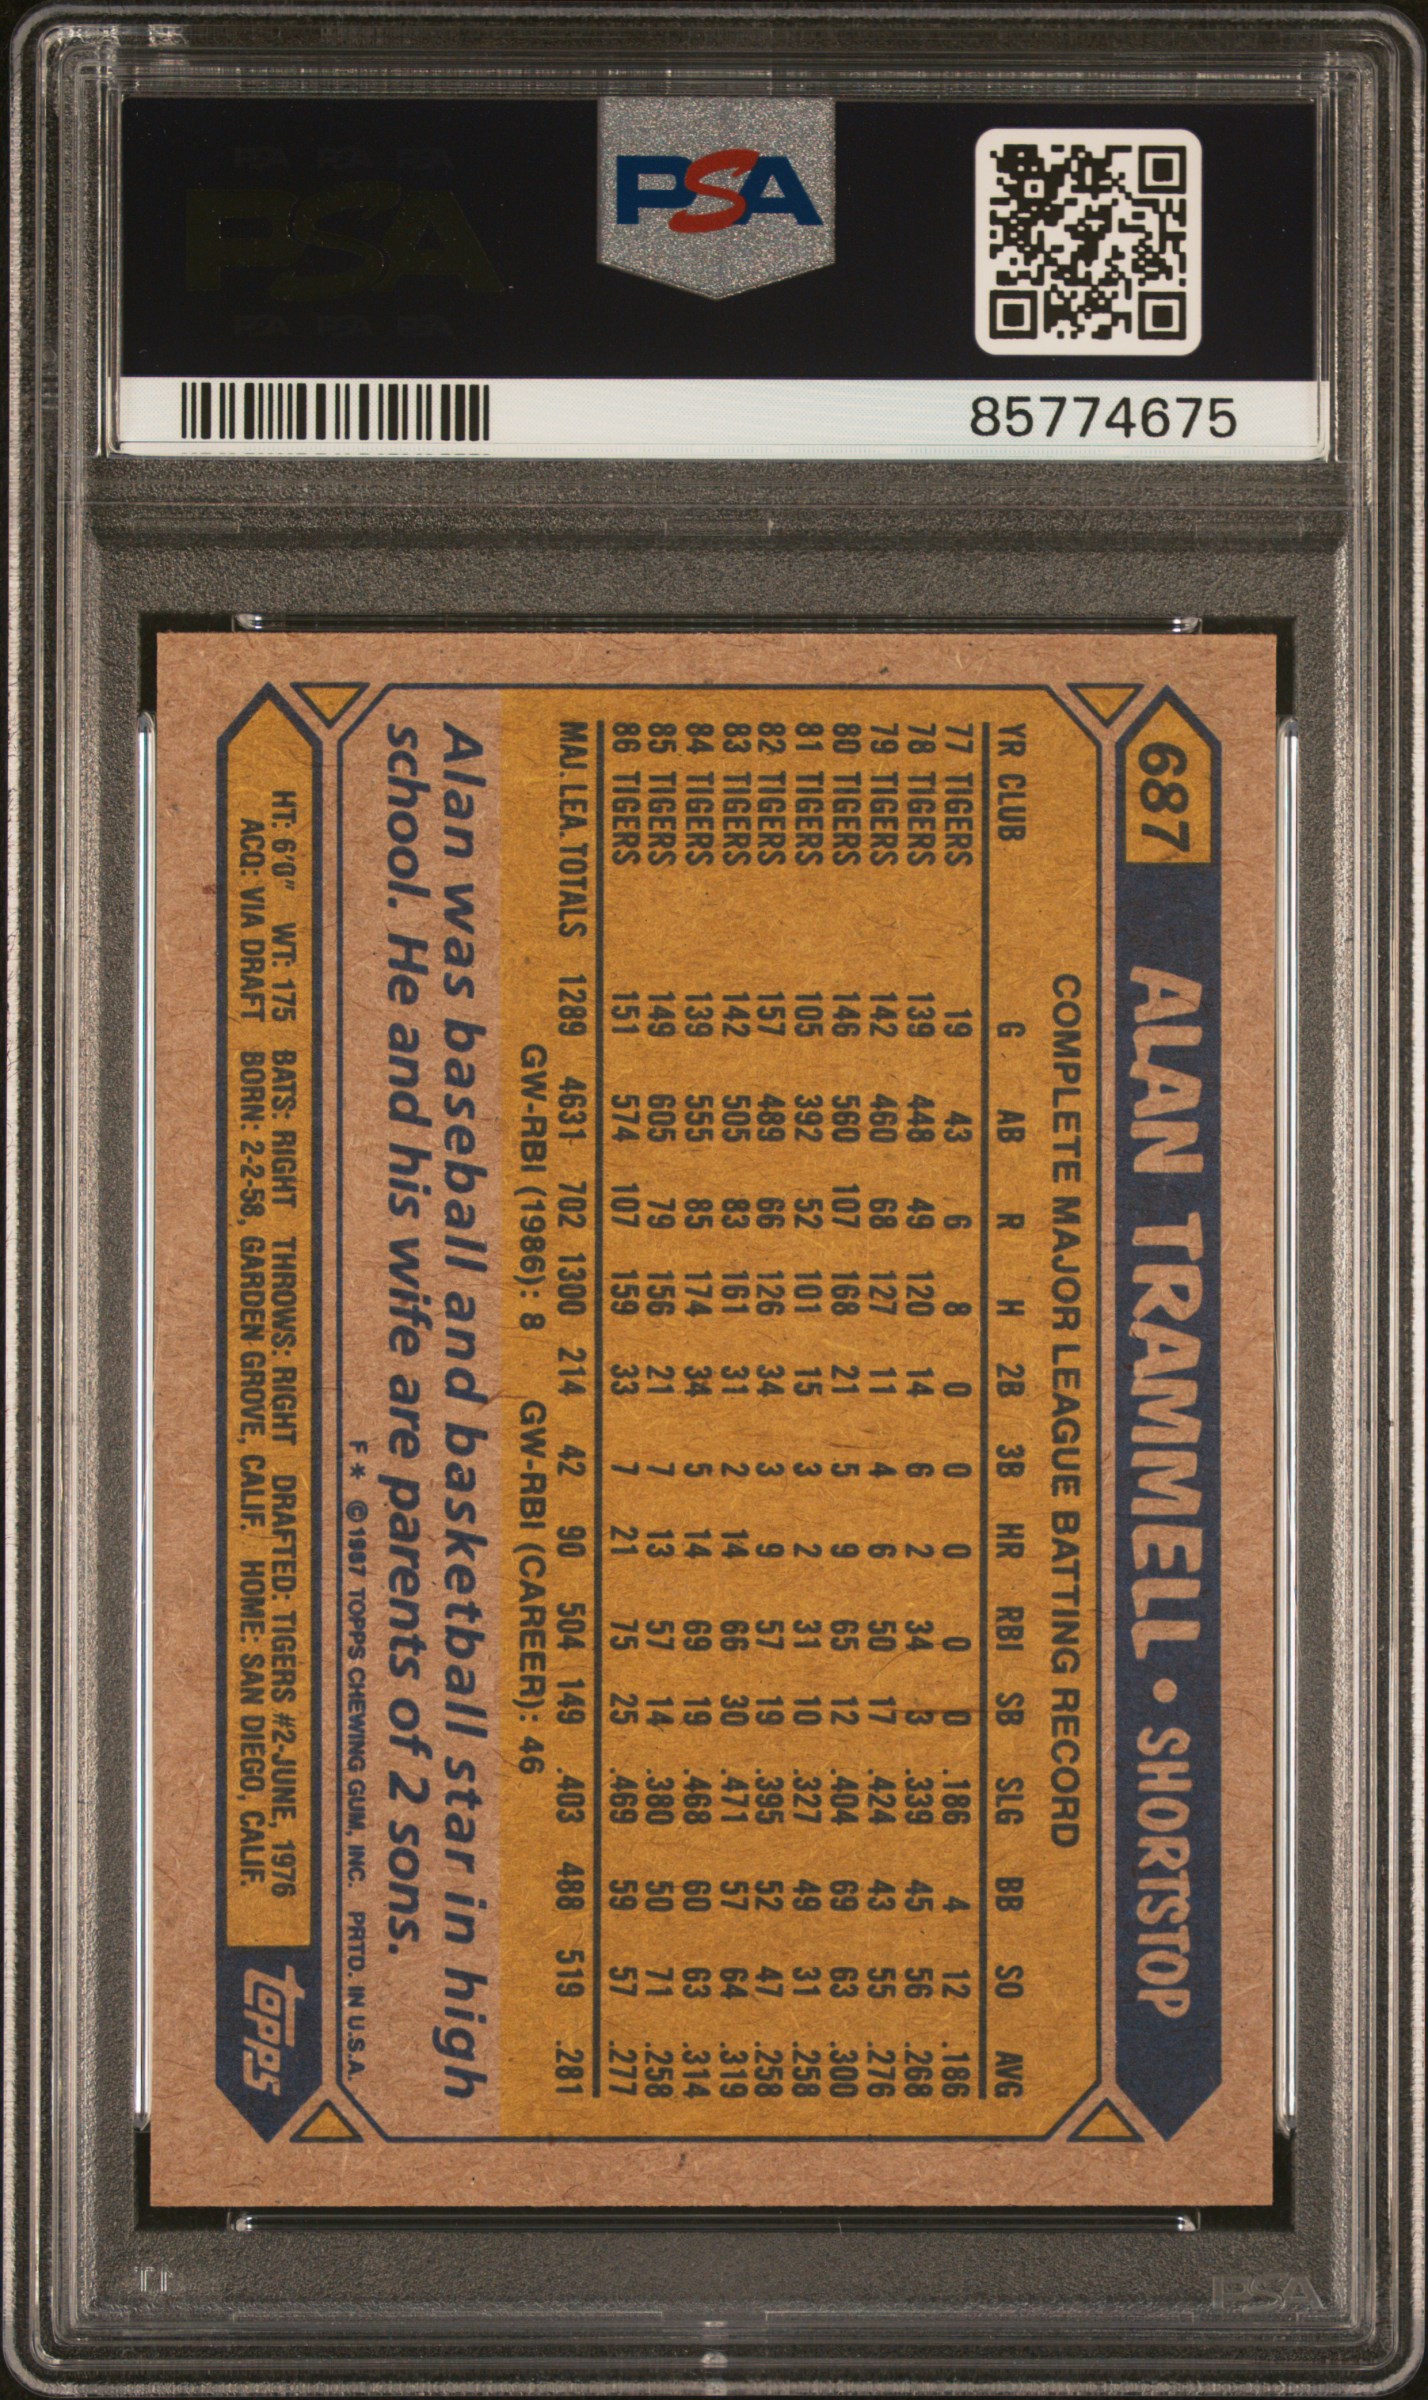 PSA PSA PSA
PSA
PSA PSA PSA
PSA
85774675
687 ALAN TRAMMELL • SHORTSTOP
COMPLETE MAJOR LEAGUE BATTING RECORD
YR CLUB G AB R H 2B 3B HR RBI SB SLG BB SO AVG
77 TIGERS 19 43 6 8 0 0 0 0 0 .186 4 12 .186
78 TIGERS 139 448 49 120 14 6 2 34 3 .339 45 56 .268
79 TIGERS 142 460 68 127 11 4 6 50 17 .424 43 55 .276
80 TIGERS 146 560 107 168 21 5 9 65 12 .404 69 63 .300
81 TIGERS 105 392 52 101 15 3 2 31 10 .327 49 31 .258
82 TIGERS 157 489 66 126 34 3 9 57 19 .395 52 47 .258
83 TIGERS 142 505 83 161 31 2 14 66 30 .471 57 64 .319
84 TIGERS 139 555 85 174 34 5 14 69 19 .468 60 63 .314
85 TIGERS 149 605 79 156 21 7 13 57 14 .380 50 71 .258
86 TIGERS 151 574 107 159 33 7 21 75 25 .469 59 57 .277
MAJ. LEA. TOTALS 1289 4631 702 1300 214 42 90 504 149 .403 488 519 .281
GW-RBI (1986): 8 GW-RBI (CAREER): 46
Alan was baseball and basketball star in high
school. He and his wife are parents of 2 sons.
F * ©1987 TOPPS CHEWING GUM, INC. PRTD. IN U.S.A.
HT: 6'0" WT: 175 BATS: RIGHT THROWS: RIGHT DRAFTED: TIGERS #2-JUNE, 1976
ACQ: VIA DRAFT BORN: 2-2-58, GARDEN GROVE, CALIF. HOME: SAN DIEGO, CALIF.
topps
PSA